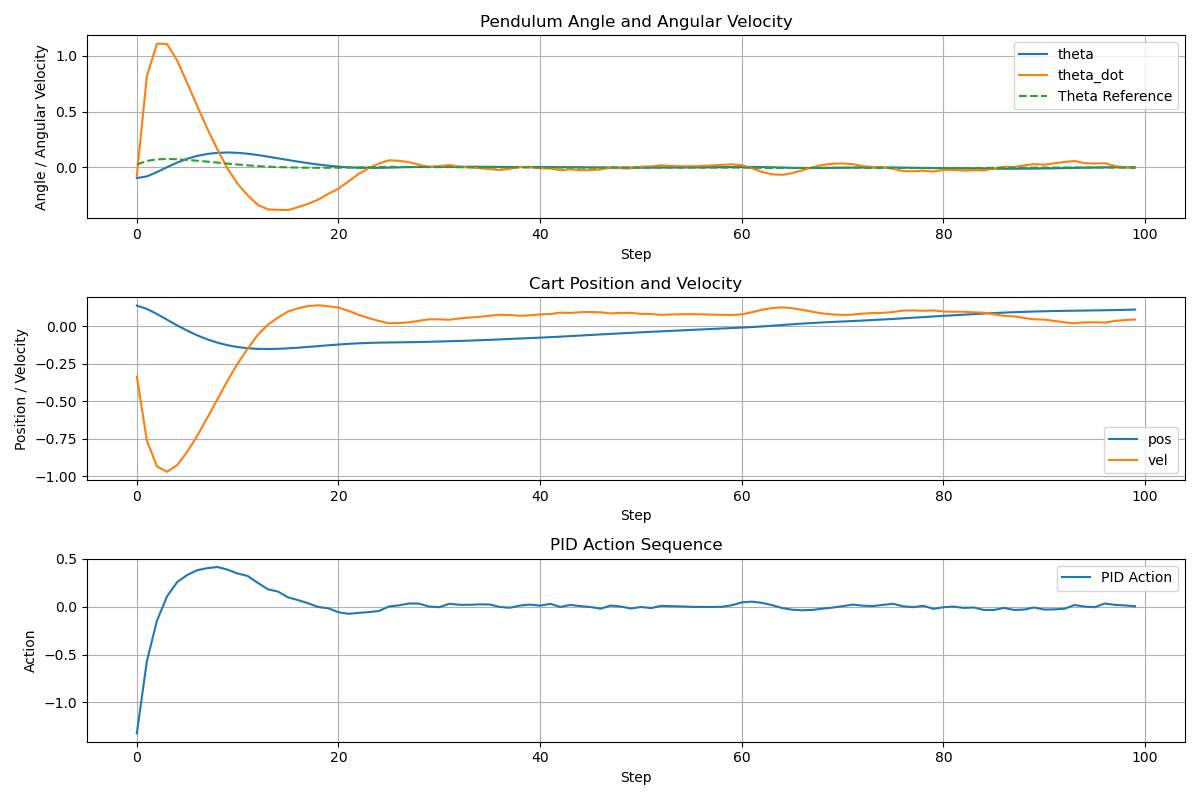 Pendulum Angle and Angular Velocity
Angle / Angular Velocity
1.0
0.5
0.0
theta
theta_dot
Theta Reference
0 20 40 60 80 100
Step
Cart Position and Velocity
Position / Velocity
0.00
−0.25
−0.50
−0.75
−1.00
pos
vel
0 20 40 60 80 100
Step
PID Action Sequence
Action
0.5
0.0
−0.5
−1.0
PID Action
0 20 40 60 80 100
Step